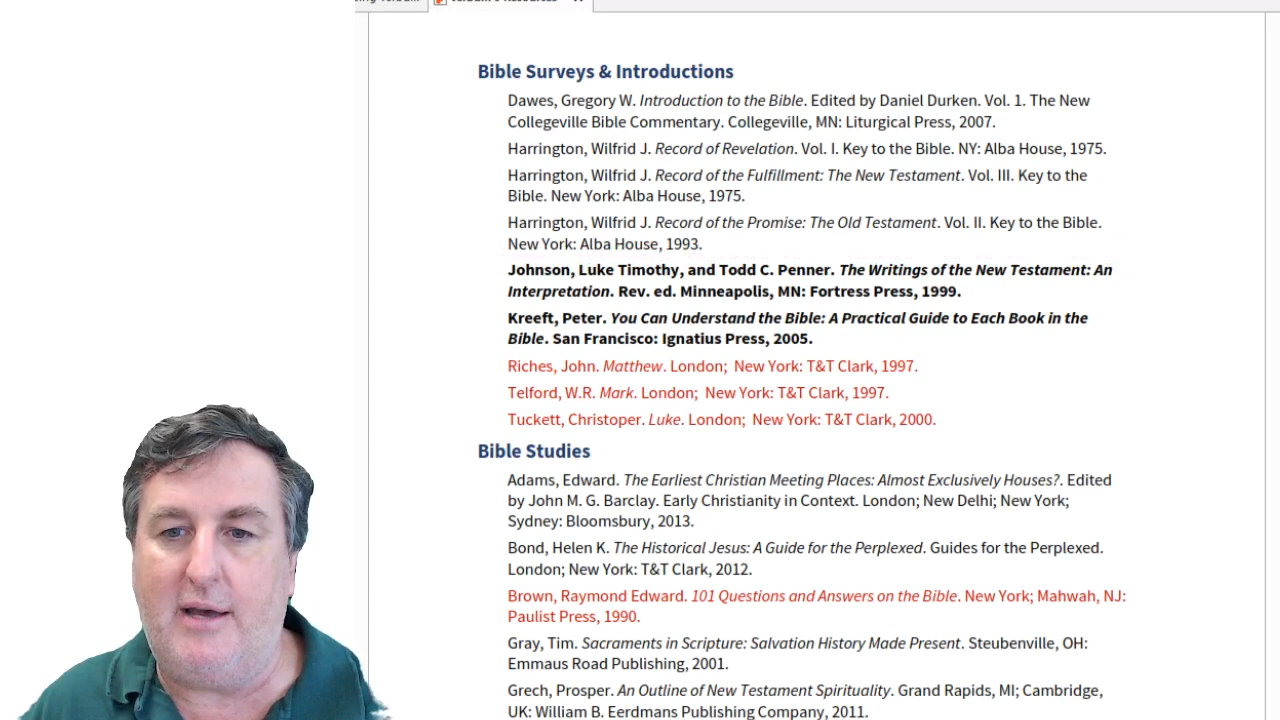 Bible Surveys & Introductions
Dawes, Gregory W. Introduction to the Bible. Edited by Daniel Durken. Vol. 1. The New
Collegeville Bible Commentary. Collegeville, MN: Liturgical Press, 2007.
Harrington, Wilfrid J. Record of Revelation. Vol. I. Key to the Bible. NY: Alba House, 1975.
Harrington, Wilfrid J. Record of the Fulfillment: The New Testament. Vol. III. Key to the
Bible. New York: Alba House, 1975.
Harrington, Wilfrid J. Record of the Promise: The Old Testament. Vol. II. Key to the Bible.
New York: Alba House, 1993.
Johnson, Luke Timothy, and Todd C. Penner. The Writings of the New Testament: An
Interpretation. Rev. ed. Minneapolis, MN: Fortress Press, 1999.
Kreeft, Peter. You Can Understand the Bible: A Practical Guide to Each Book in the
Bible. San Francisco: Ignatius Press, 2005.
Riches, John. Matthew. London; New York: T&T Clark, 1997.
Telford, W.R. Mark. London; New York: T&T Clark, 1997.
Tuckett, Christoper. Luke. London; New York: T&T Clark, 2000.
Bible Studies
Adams, Edward. The Earliest Christian Meeting Places: Almost Exclusively Houses?. Edited
by John M. G. Barclay. Early Christianity in Context. London; New Delhi; New York;
Sydney: Bloomsbury, 2013.
Bond, Helen K. The Historical Jesus: A Guide for the Perplexed. Guides for the Perplexed.
London; New York: T&T Clark, 2012.
Brown, Raymond Edward. 101 Questions and Answers on the Bible. New York; Mahwah, NJ:
Paulist Press, 1990.
Gray, Tim. Sacraments in Scripture: Salvation History Made Present. Steubenville, OH:
Emmaus Road Publishing, 2001.
Grech, Prosper. An Outline of New Testament Spirituality. Grand Rapids, MI; Cambridge,
UK: William B. Eerdmans Publishing Company, 2011.